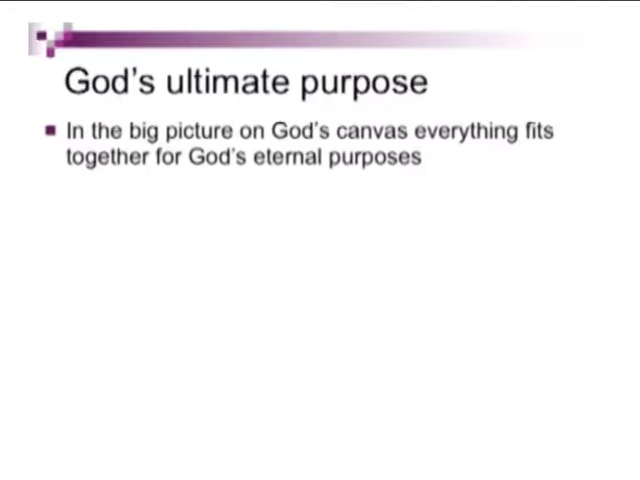 God's ultimate purpose
In the big picture on God's canvas everything fits
together for God's eternal purposes